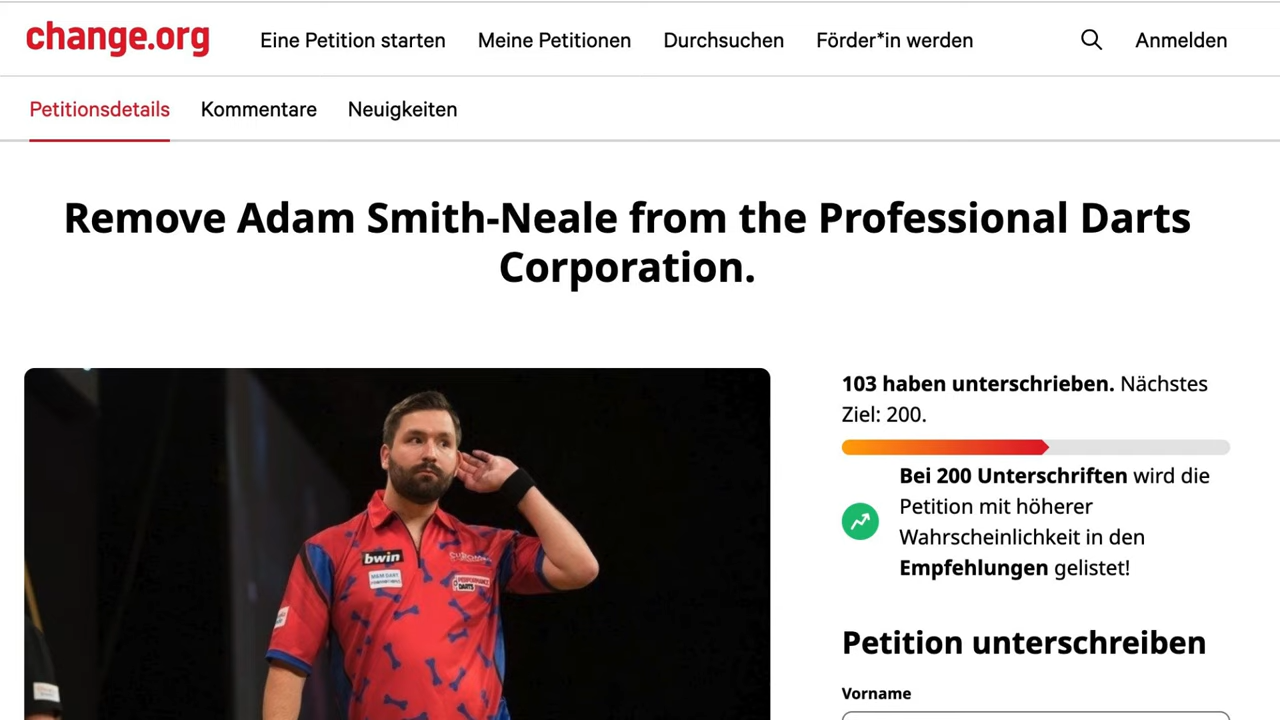 change.org Eine Petition starten Meine Petitionen Durchsuchen Förder*in werden Anmelden
Petitionsdetails Kommentare Neuigkeiten
Remove Adam Smith-Neale from the Professional Darts
Corporation.
103 haben unterschrieben. Nächstes
Ziel: 200.
Bei 200 Unterschriften wird die
Petition mit höherer
Wahrscheinlichkeit in den
Empfehlungen gelistet!
Petition unterschreiben
Vorname
bwin
PERFORMANCE
DARTS